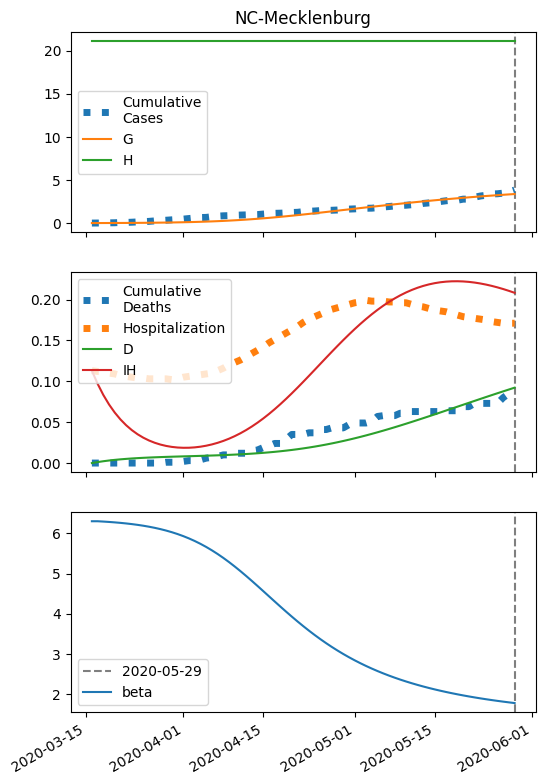 NC-Mecklenburg
20
15
10
5
0
Cumulative
Cases
G
H
0.20
0.15
0.10
0.05
0.00
Cumulative
Deaths
Hospitalization
D
IH
6
5
4
3
2
2020-05-29
beta
2020-03-15
2020-04-01
2020-04-15
2020-05-01
2020-05-15
2020-06-01